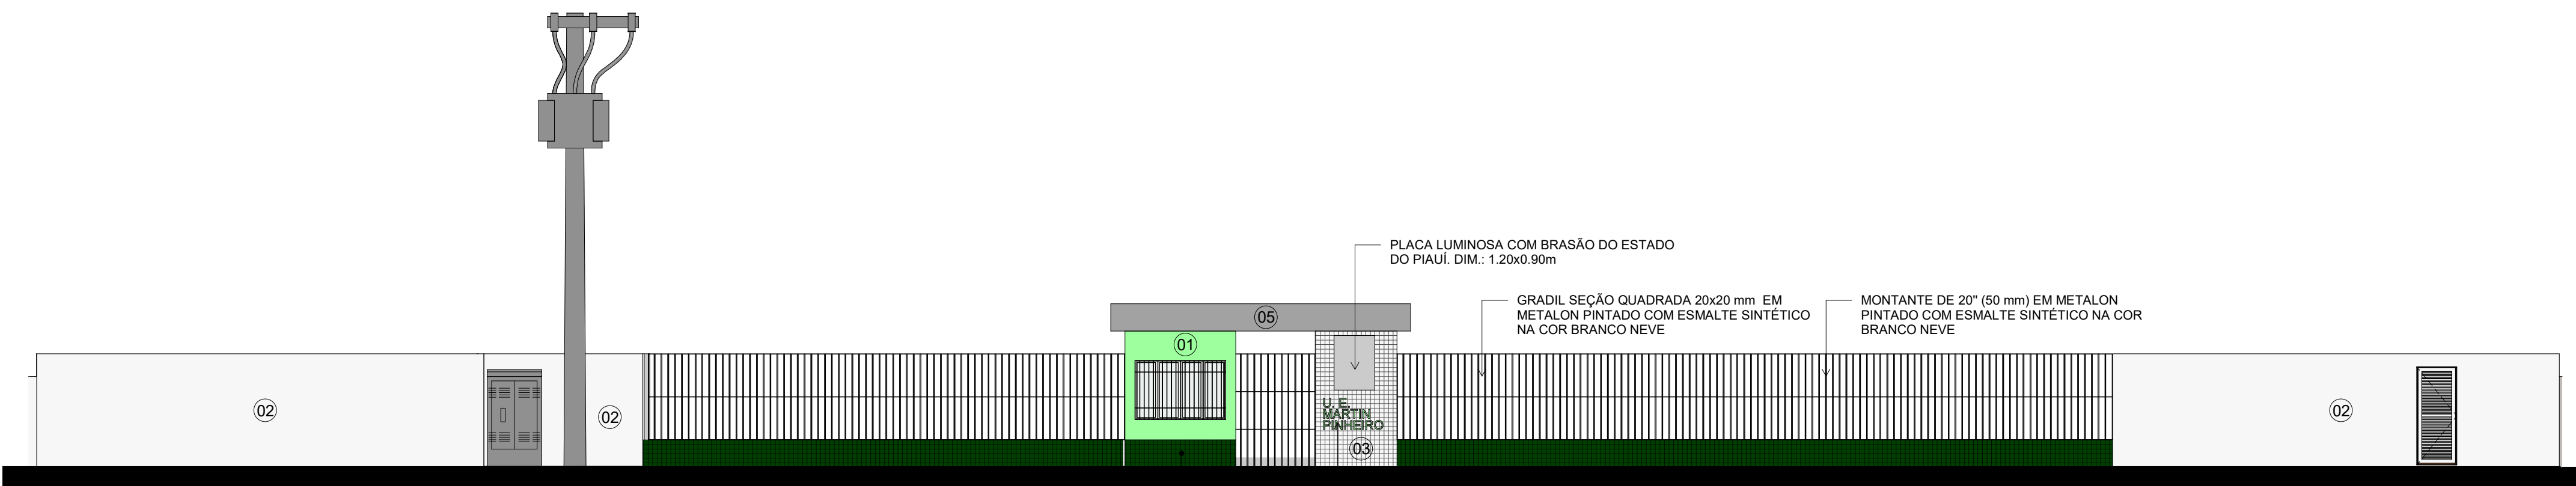 PLACA LUMINOSA COM BRASÃO DO ESTADO
DO PIAUÍ. DIM.: 1.20x0.90m
GRADIL SEÇÃO QUADRADA 20x20 mm EM
METALON PINTADO COM ESMALTE SINTÉTICO
NA COR BRANCO NEVE
MONTANTE DE 20" (50 mm) EM METALON
PINTADO COM ESMALTE SINTÉTICO NA COR
BRANCO NEVE
05
01
02
02
U. E.
MARTIN
PINHEIRO
03
02